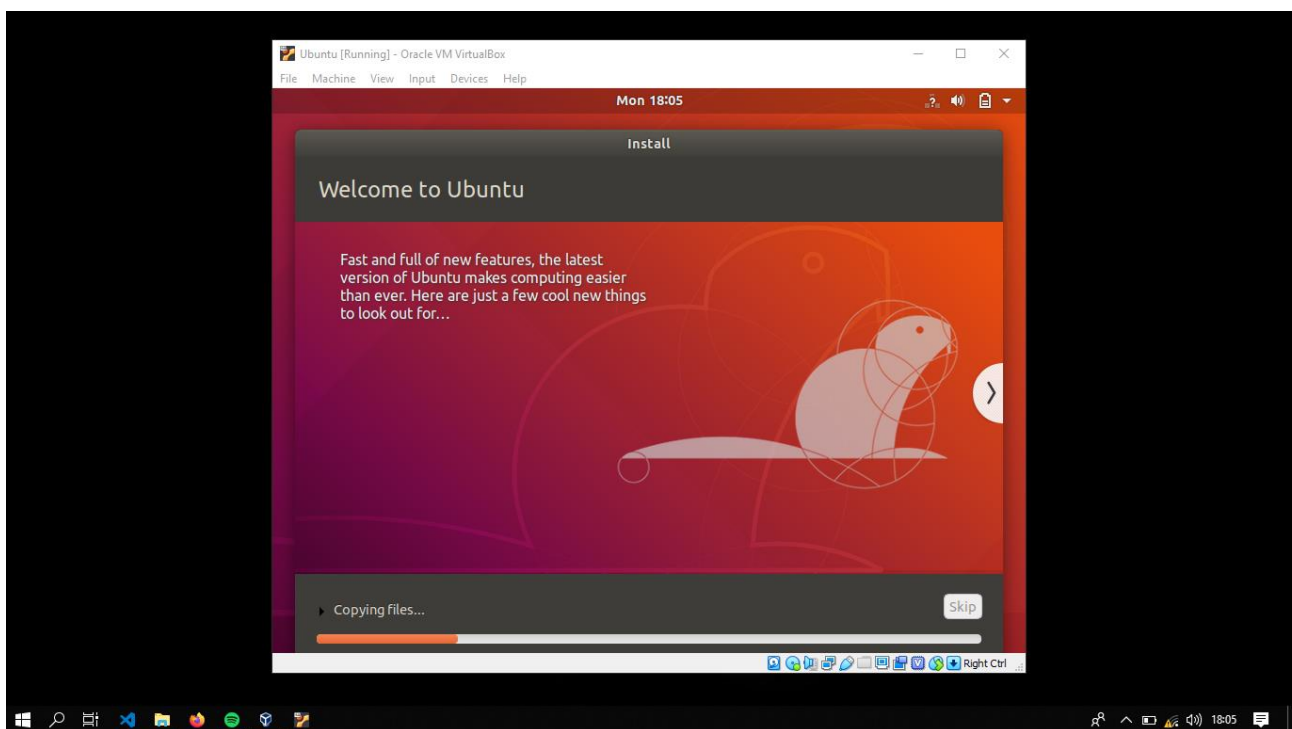 Ubuntu [Running] - Oracle VM VirtualBox
File Machine View Input Devices Help
Mon 18:05
Install
Welcome to Ubuntu
Fast and full of new features, the latest
version of Ubuntu makes computing easier
than ever. Here are just a few cool new things
to look out for...
Copying files...
Skip
Right Ctrl
18:05